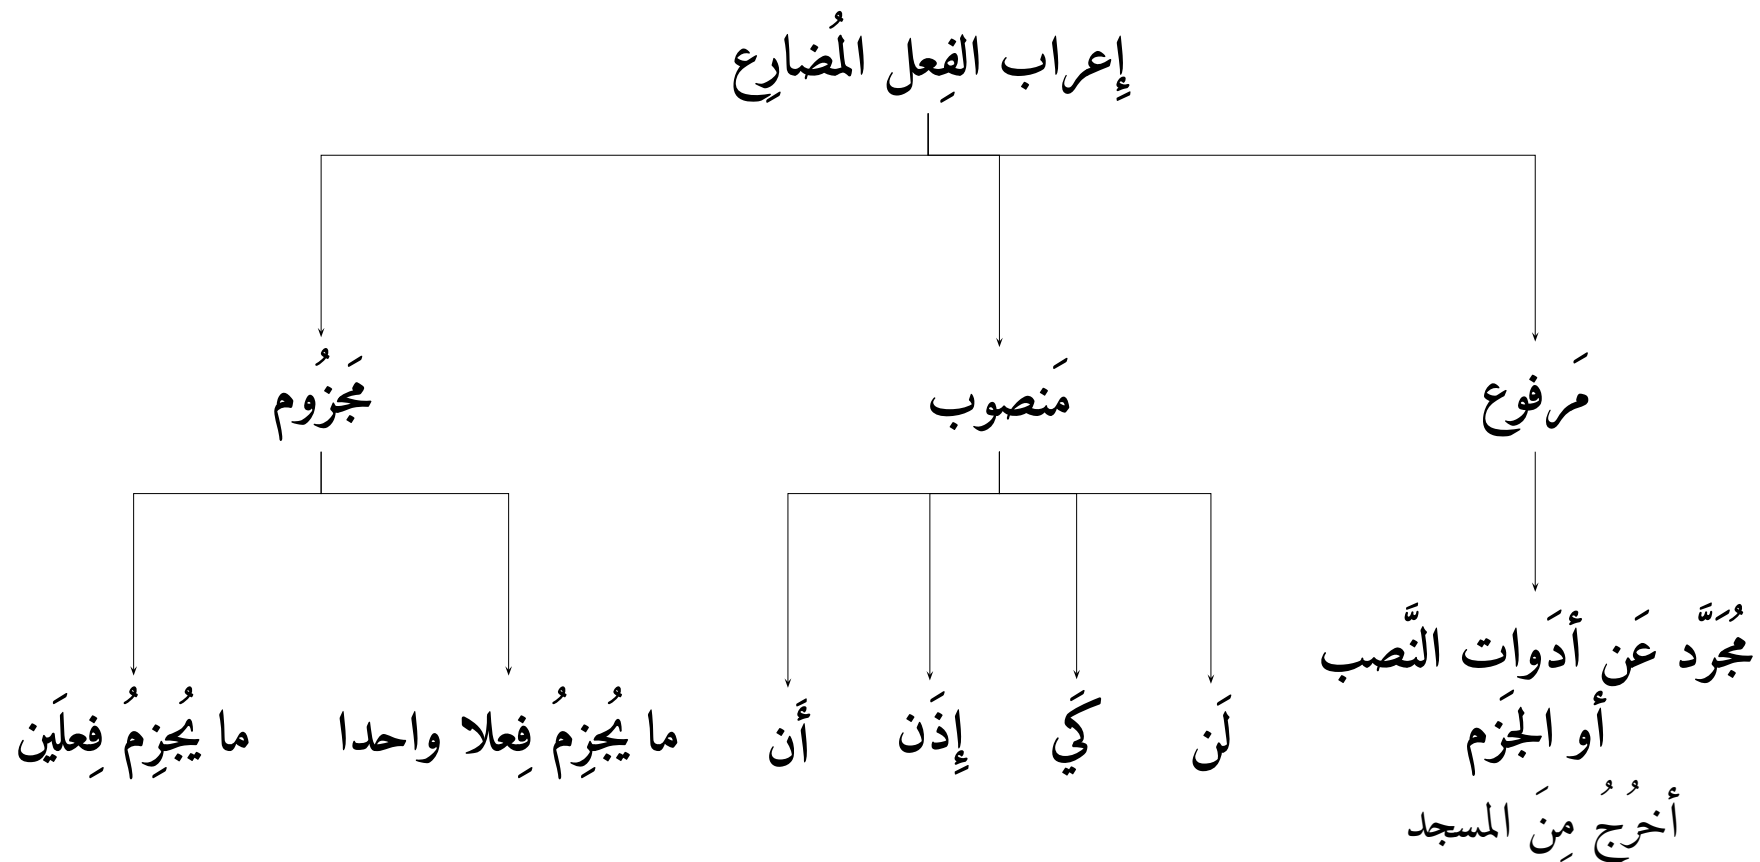 إِعراب الفِعل المُضارِع
مَرفوع
مَنصوب
مَجزُوم
مُجَرَّد عَن أدَوات النَّصب
أو الجَزم
أخرُجُ مِنَ المسجد
لَن
كَي
إِذَن
أَن
ما يُجزِمُ فِعلا واحدا
ما يُجزِمُ فِعلَين